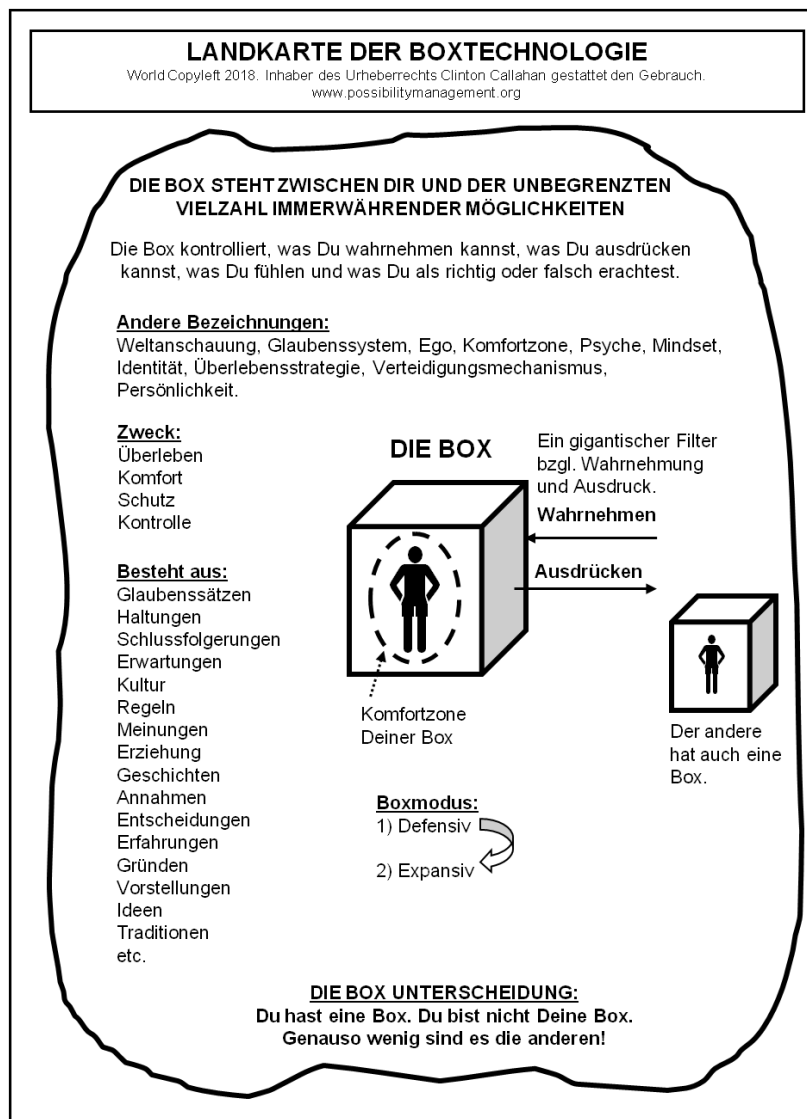 LANDKARTE DER BOXTECHNOLOGIE
World Copyleft 2018. Inhaber des Urheberrechts Clinton Callahan gestattet den Gebrauch.
www.possibilitymanagement.org
DIE BOX STEHT ZWISCHEN DIR UND DER UNBEGRENZTEN
VIELZAHL IMMERWÄHRENDER MÖGLICHKEITEN
Die Box kontrolliert, was Du wahrnehmen kannst, was Du ausdrücken
kannst, was Du fühlen und was Du als richtig oder falsch erachtest.
Andere Bezeichnungen:
Weltanschauung, Glaubenssystem, Ego, Komfortzone, Psyche, Mindset,
Identität, Überlebensstrategie, Verteidigungsmechanismus,
Persönlichkeit.
Zweck:
Überleben
Komfort
Schutz
Kontrolle
Besteht aus:
Glaubenssätzen
Haltungen
Schlussfolgerungen
Erwartungen
Kultur
Regeln
Meinungen
Erziehung
Geschichten
Annahmen
Entscheidungen
Erfahrungen
Gründen
Vorstellungen
Ideen
Traditionen
etc.
DIE BOX
Ein gigantischer Filter
bzgl. Wahrnehmung
und Ausdruck.
Wahrnehmen
Ausdrücken
Komfortzone
Deiner Box
Der andere
hat auch eine
Box.
Boxmodus:
1) Defensiv
2) Expansiv
DIE BOX UNTERSCHEIDUNG:
Du hast eine Box. Du bist nicht Deine Box.
Genauso wenig sind es die anderen!